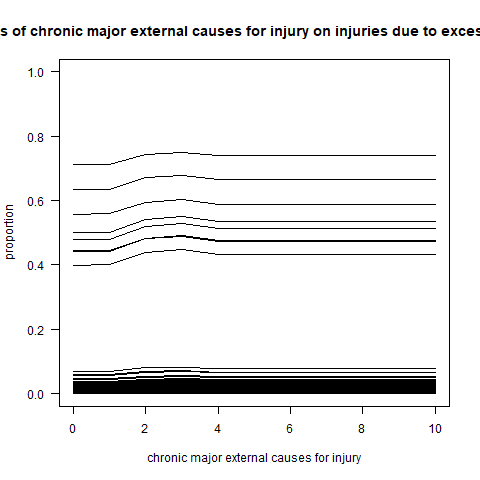 s of chronic major external causes for injury on injuries due to exces
1.0
0.8
0.6
0.4
0.2
0.0
proportion
0 2 4 6 8 10
chronic major external causes for injury